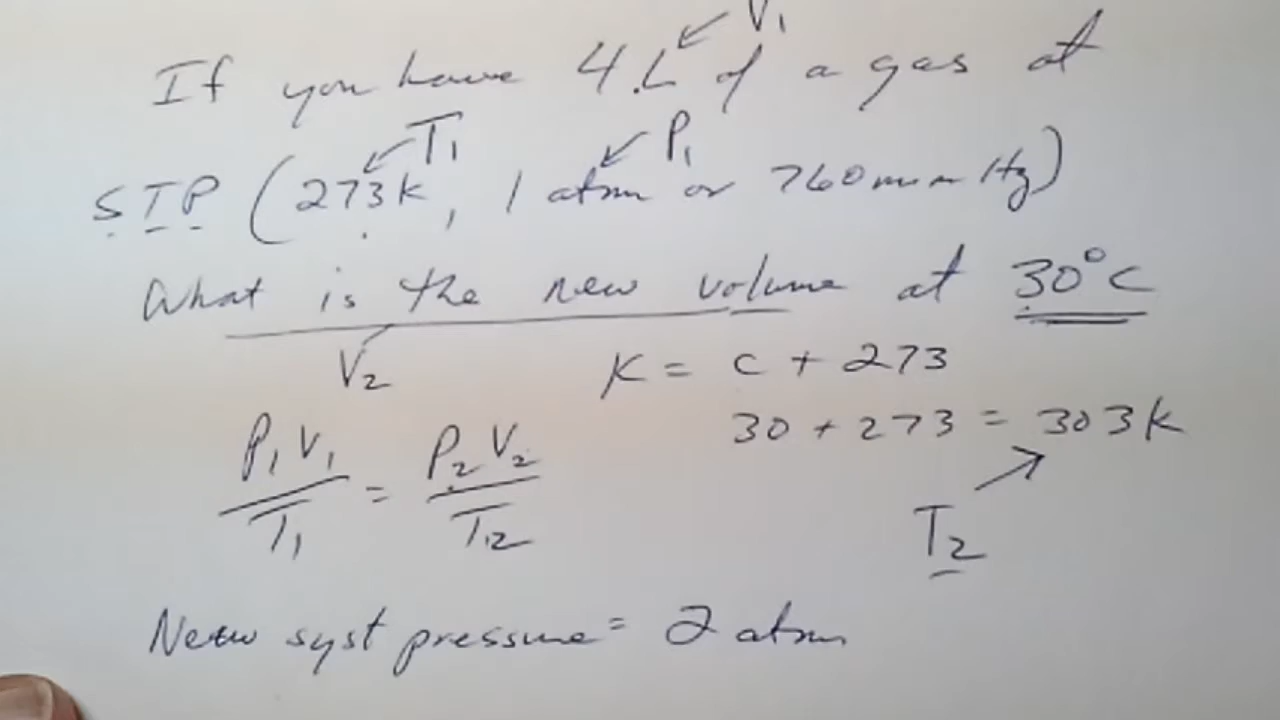 V₁
If you have 4.L of a gas at
T₁ P₁
STP (273K, 1 atm or 760mm Hg)
What is the new volume at 30°C
V₂ K = C + 273
30 + 273 = 303K
P₁V₁/T₁ = P₂V₂/T₂
T₂
New syst pressure = 2 atm